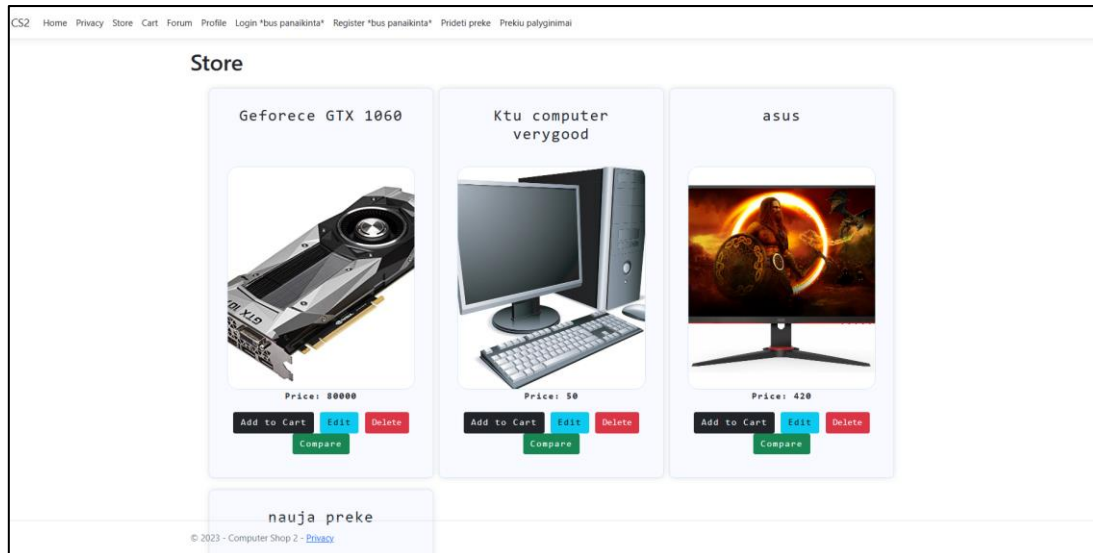 CS2 Home Privacy Store Cart Forum Profile Login *bus panaikinta* Register *bus panaikinta* Prideti preke Prekiu palyginimai
Store
Geforece GTX 1060
Ktu computer
verygood
asus
GTX 10
Price: 80000
Price: 50
Price: 420
Add to Cart Edit Delete
Compare
Add to Cart Edit Delete
Compare
Add to Cart Edit Delete
Compare
nauja preke
© 2023 - Computer Shop 2 - Privacy